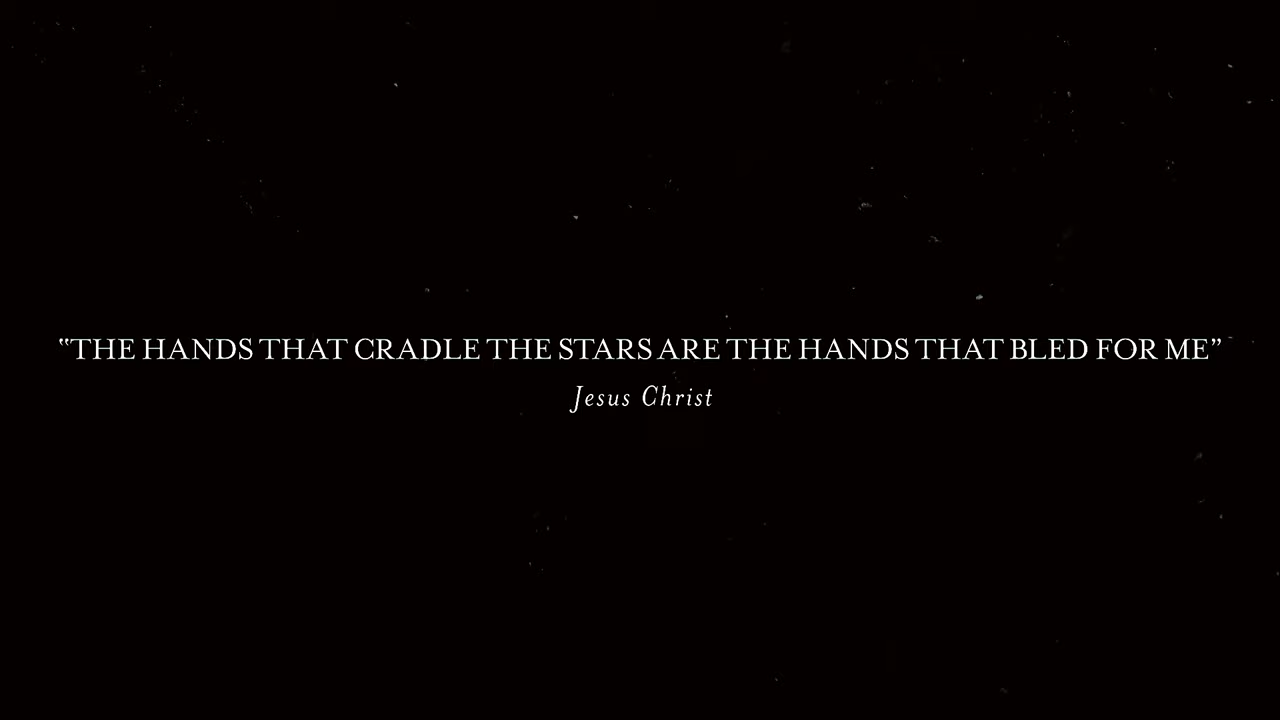 “THE HANDS THAT CRADLE THE STARS ARE THE HANDS THAT BLED FOR ME”
Jesus Christ